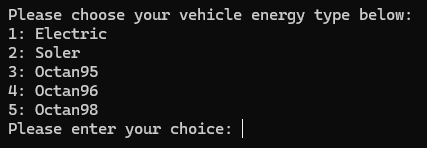 Please choose your vehicle energy type below:
1: Electric
2: Soler
3: Octan95
4: Octan96
5: Octan98
Please enter your choice: